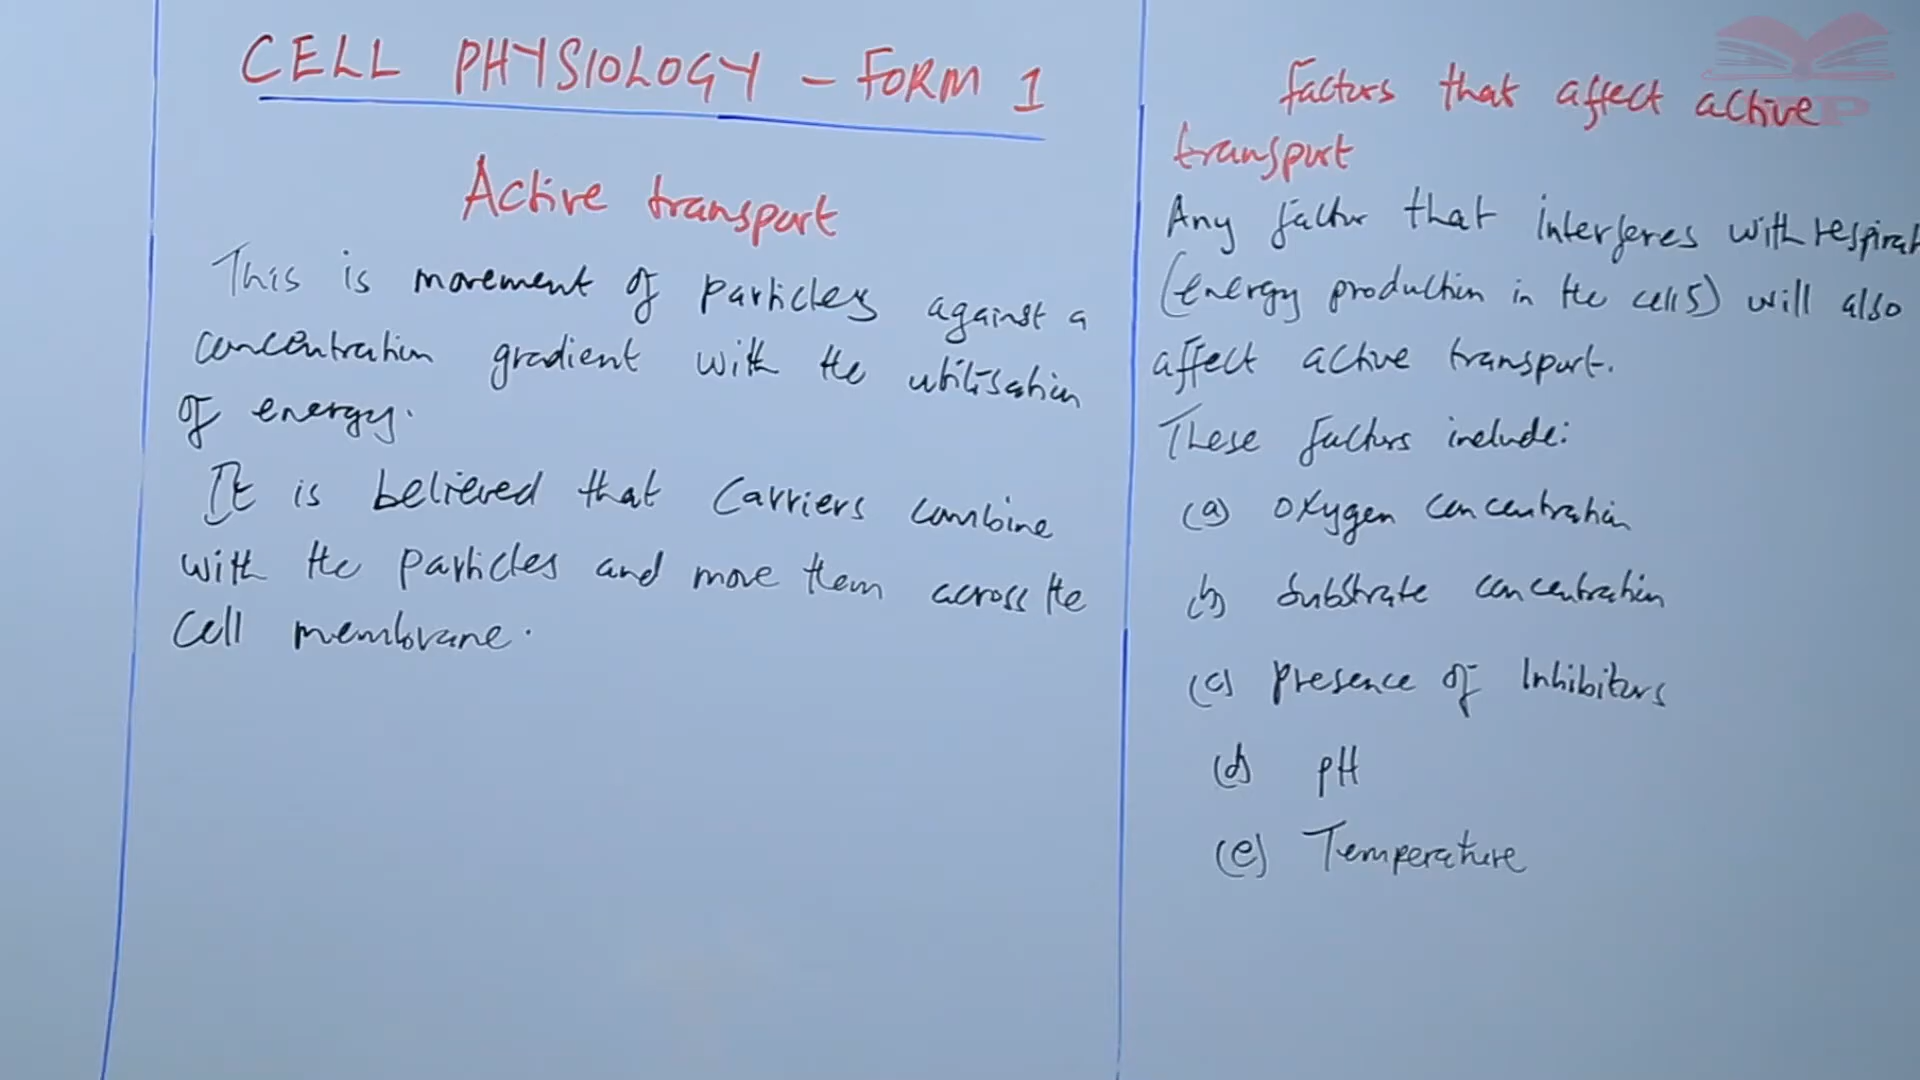 CELL PHYSIOLOGY - FORM 1
Active transport
This is movement of particles against a
concentration gradient with the utilisation
of energy.
It is believed that Carriers combine
with the particles and move them across the
Cell membrane.
factors that affect active
transport
Any factor that interferes with respirat
(energy production in the cells) will also
affect active transport.
These factors include:
(a) Oxygen concentration
(b) Substrate concentration
(c) presence of Inhibitors
(d) pH
(e) Temperature